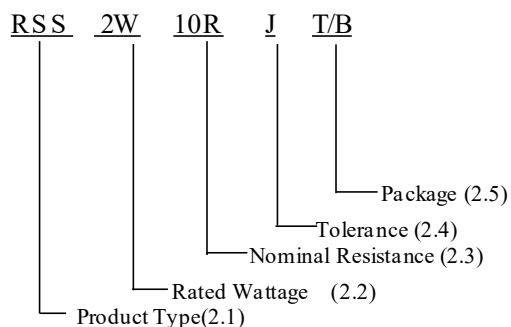 RSS 2W 10R J T/B
Package (2.5)
Tolerance (2.4)
Nominal Resistance (2.3)
Rated Wattage (2.2)
Product Type(2.1)